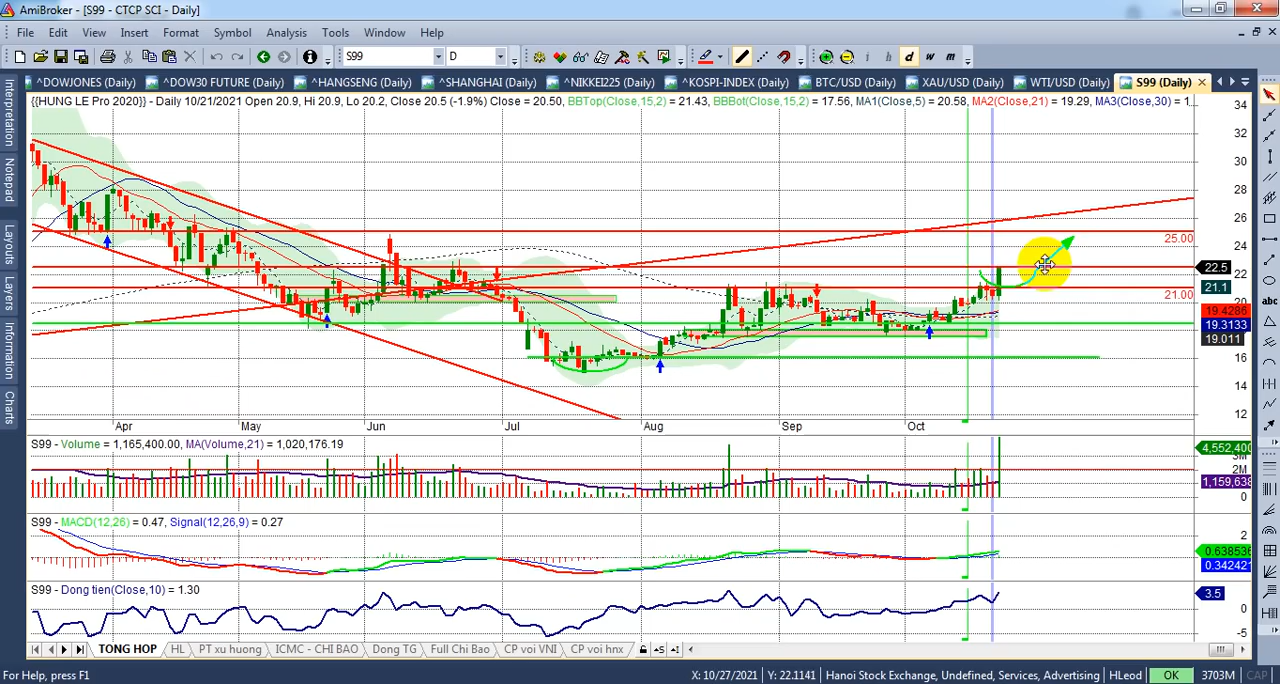 AmiBroker - [S99 - CTCP SCI - Daily]
File Edit View Insert Format Symbol Analysis Tools Window Help
S99 D i h d w m
^DOWJONES (Daily) ^DOW30 FUTURE (Daily) ^HANGSENG (Daily) ^SHANGHAI (Daily) ^NIKKEI225 (Daily) ^KOSPI-INDEX (Daily) BTC/USD (Daily) XAU/USD (Daily) WTI/USD (Daily) S99 (Daily)
{{HUNG LE Pro 2020}} - Daily 10/21/2021 Open 20.9, Hi 20.9, Lo 20.2, Close 20.5 (-1.9%) Close = 20.50, BBTop(Close,15,2) = 21.43, BBBot(Close,15,2) = 17.56, MA1(Close,5) = 20.58, MA2(Close,21) = 19.29, MA3(Close,30) = 1...
Interpretation
Notepad
Layouts
Layers
Information
Charts
abc
34
32
30
28
26
25.00
24
22.5
22
21.1
21.00
20
19.4286
19.3133
19.011
16
14
12
Apr May Jun Jul Aug Sep Oct
S99 - Volume = 1,165,400.00, MA(Volume,21) = 1,020,176.19
4,552,400
3M
2M
1,159,638
0
S99 - MACD(12,26) = 0.47, Signal(12,26,9) = 0.27
2
0.638536
0.342421
S99 - Dong tien(Close,10) = 1.30
3.5
0
-5
TONG HOP HL PT xu huong ICMC - CHI BAO Dong TG Full Chi Bao CP voi VNI CP voi hnx
For Help, press F1 X: 10/27/2021 Y: 22.1141 Hanoi Stock Exchange, Undefined, Services, Advertising HLeod OK 3703M CAP